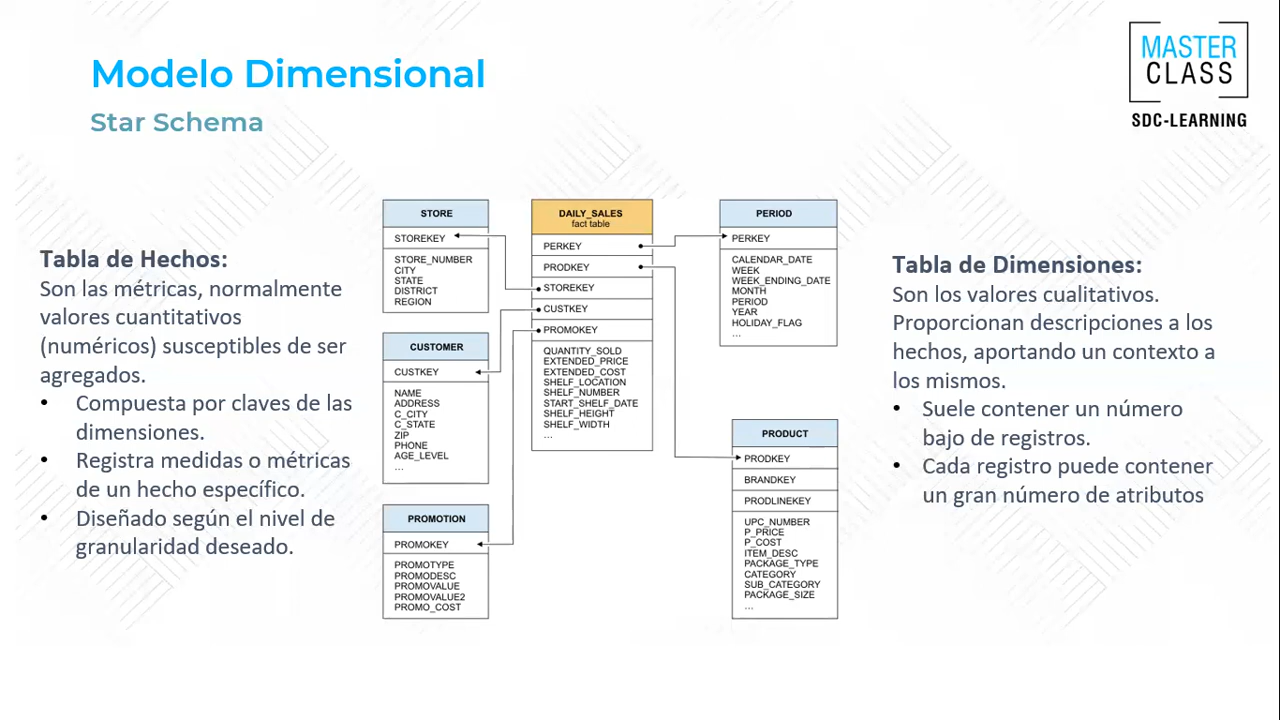 Modelo Dimensional
Star Schema
MASTER
CLASS
SDC-LEARNING
Tabla de Hechos:
Son las métricas, normalmente
valores cuantitativos
(numéricos) susceptibles de ser
agregados.
• Compuesta por claves de las
dimensiones.
• Registra medidas o métricas
de un hecho específico.
• Diseñado según el nivel de
granularidad deseado.
STORE
STOREKEY
STORE_NUMBER
CITY
STATE
DISTRICT
REGION
CUSTOMER
CUSTKEY
NAME
ADDRESS
C_CITY
C_STATE
ZIP
PHONE
AGE_LEVEL
...
PROMOTION
PROMOKEY
PROMOTYPE
PROMODESC
PROMOVALUE
PROMOVALUE2
PROMO_COST
DAILY_SALES
fact table
PERKEY
PRODKEY
STOREKEY
CUSTKEY
PROMOKEY
QUANTITY_SOLD
EXTENDED_PRICE
EXTENDED_COST
SHELF_LOCATION
SHELF_NUMBER
START_SHELF_DATE
SHELF_HEIGHT
SHELF_WIDTH
...
PERIOD
PERKEY
CALENDAR_DATE
WEEK
WEEK_ENDING_DATE
MONTH
PERIOD
YEAR
HOLIDAY_FLAG
...
PRODUCT
PRODKEY
BRANDKEY
PRODLINEKEY
UPC_NUMBER
P_PRICE
P_COST
ITEM_DESC
PACKAGE_TYPE
CATEGORY
SUB_CATEGORY
PACKAGE_SIZE
...
Tabla de Dimensiones:
Son los valores cualitativos.
Proporcionan descripciones a los
hechos, aportando un contexto a
los mismos.
• Suele contener un número
bajo de registros.
• Cada registro puede contener
un gran número de atributos